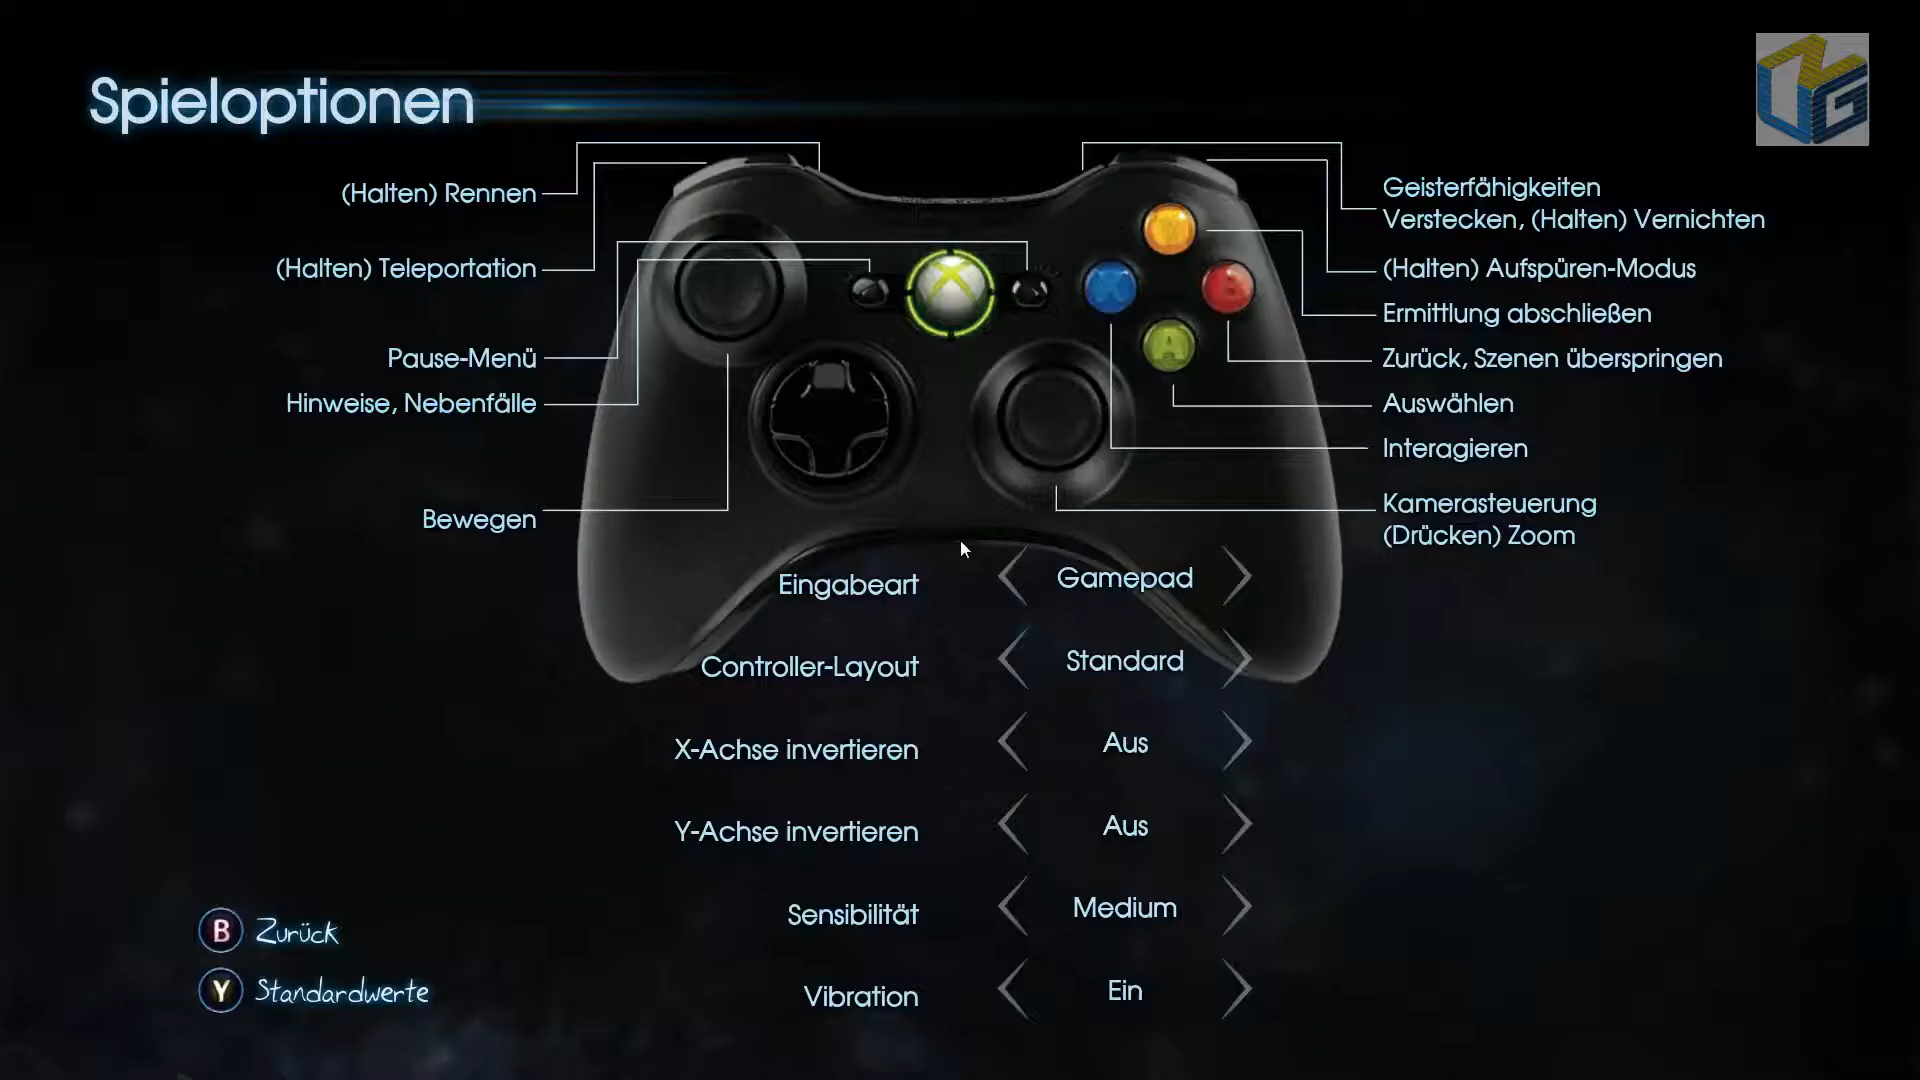 Spieloptionen
(Halten) Rennen
(Halten) Teleportation
Pause-Menü
Hinweise, Nebenfälle
Bewegen
Geisterfähigkeiten
Verstecken, (Halten) Vernichten
(Halten) Aufspüren-Modus
Ermittlung abschließen
Zurück, Szenen überspringen
Auswählen
Interagieren
Kamerasteuerung
(Drücken) Zoom
Eingabeart Gamepad
Controller-Layout Standard
X-Achse invertieren Aus
Y-Achse invertieren Aus
Sensibilität Medium
Vibration Ein
B Zurück
Y Standardwerte